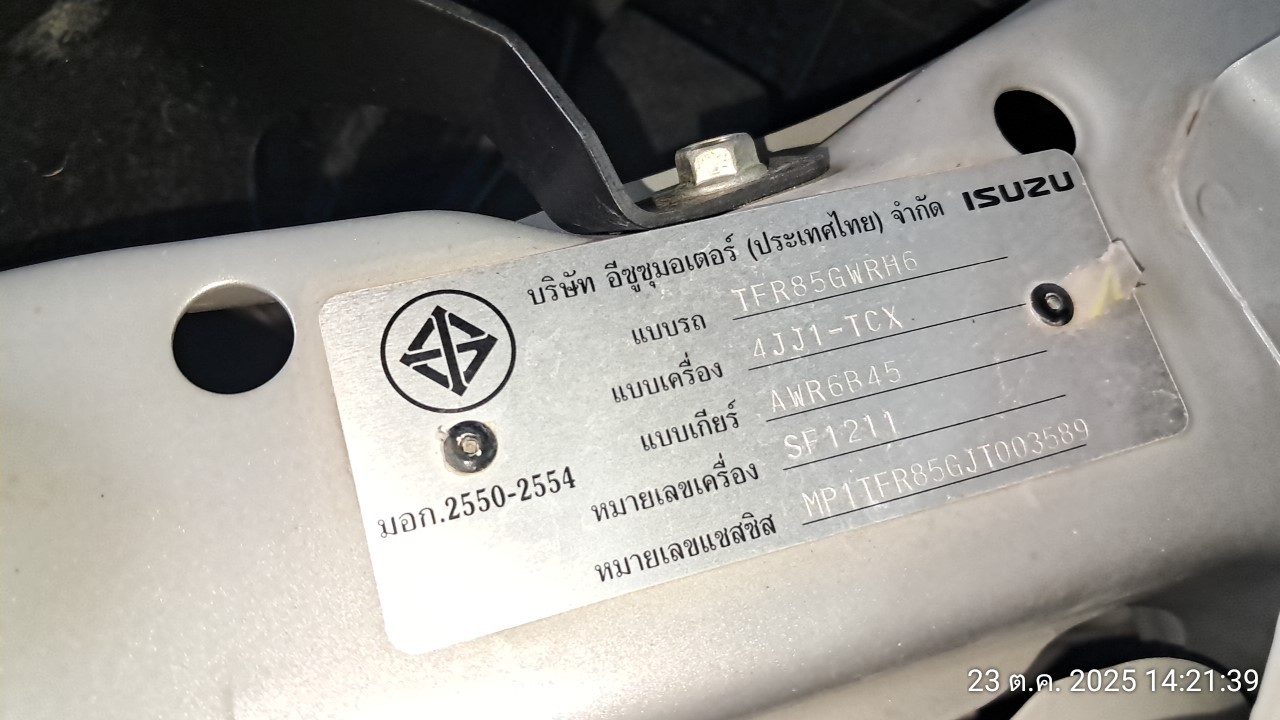 บริษัท อีซูซุมอเตอร์ (ประเทศไทย) จำกัด ISUZU
แบบรถ TFR85GWRH6
แบบเครื่อง 4JJ1-TCX
แบบเกียร์ AWR6B45
หมายเลขเครื่อง SF1211
หมายเลขแชสซิส MP1TFR85GJT003589
มอก.2550-2554
23 ต.ค. 2025 14:21:39